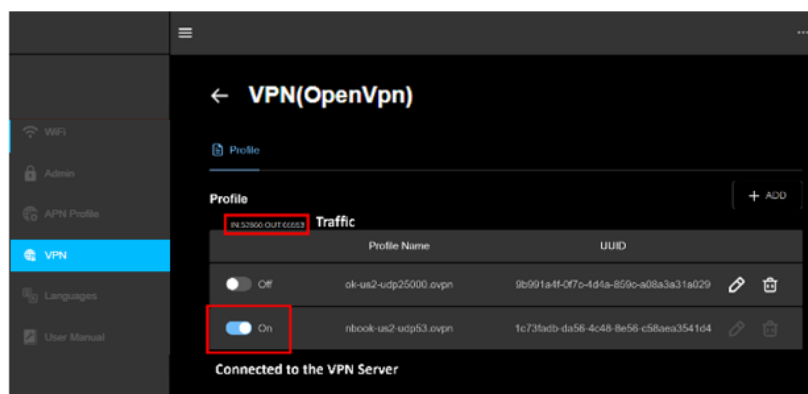 VPN(OpenVpn)
WiFi
Profile
Admin
Profile
+ ADD
APN Profile
Traffic
Profile Name
UUID
VPN
Off
ok-us2-udp25000.ovpn
9b991a4f-0f7c-4d4a-859c-a08a3a31a029
Languages
On
nbook-us2-udp53.ovpn
1c73fadb-da56-4c48-8e56-c58aea3541d4
User Manual
Connected to the VPN Server